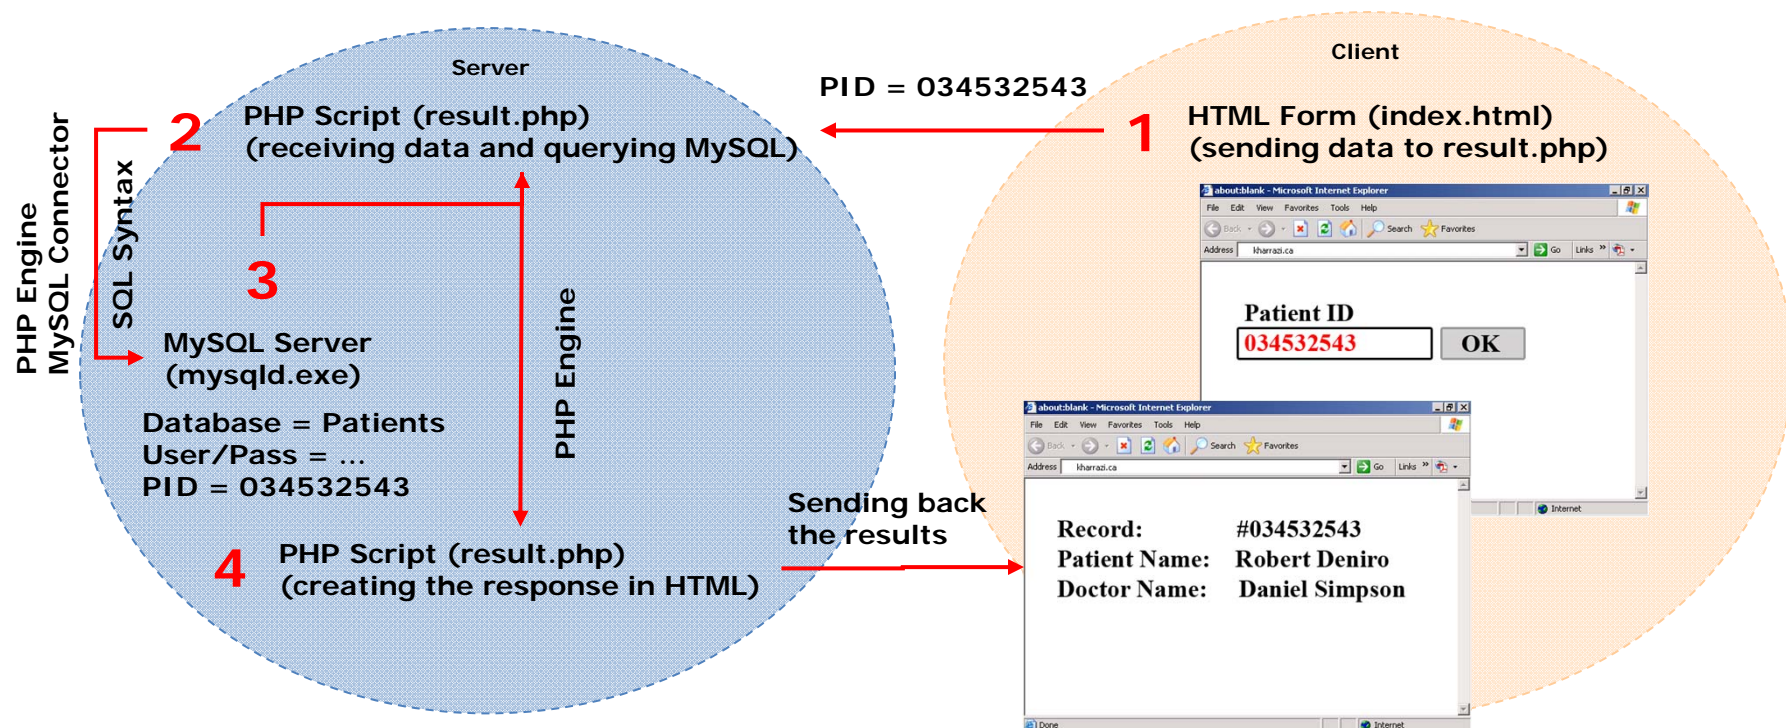 Server
Client
PID = 034532543
2
PHP Script (result.php)
(receiving data and querying MySQL)
1
HTML Form (index.html)
(sending data to result.php)
PHP Engine
MySQL Connector
SQL Syntax
3
MySQL Server
(mysqld.exe)
Database = Patients
User/Pass = ...
PID = 034532543
PHP Engine
4
PHP Script (result.php)
(creating the response in HTML)
Sending back
the results
about:blank - Microsoft Internet Explorer
File Edit View Favorites Tools Help
Back Search Favorites
Address kharrazi.ca Go Links »
Patient ID
034532543 OK
Internet
about:blank - Microsoft Internet Explorer
File Edit View Favorites Tools Help
Back Search Favorites
Address kharrazi.ca Go Links »
Record: #034532543
Patient Name: Robert Deniro
Doctor Name: Daniel Simpson
Done Internet